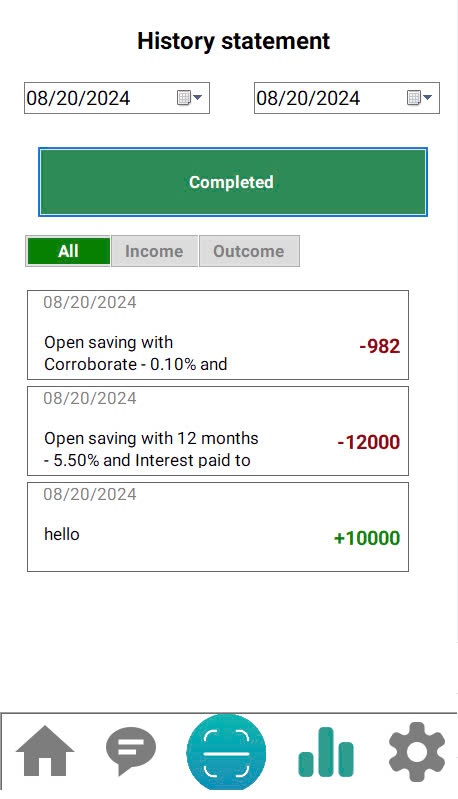 History statement
08/20/2024
08/20/2024
Completed
All
Income
Outcome
08/20/2024
Open saving with
Corroborate - 0.10% and
-982
08/20/2024
Open saving with 12 months
- 5.50% and Interest paid to
-12000
08/20/2024
hello
+10000